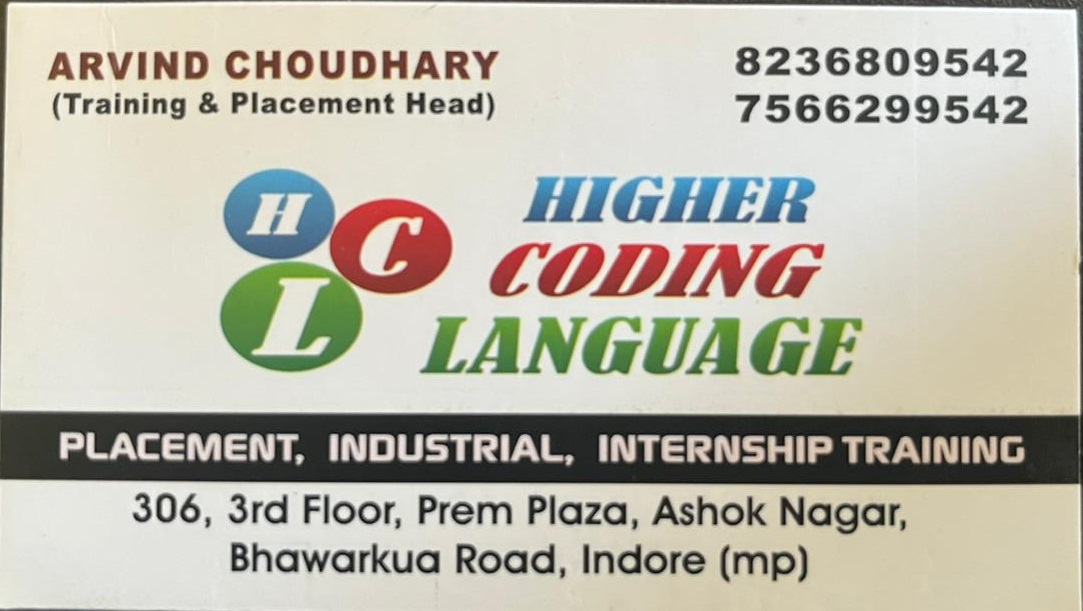 ARVIND CHOUDHARY
(Training & Placement Head)
8236809542
7566299542
H C L
HIGHER
CODING
LANGUAGE
PLACEMENT, INDUSTRIAL, INTERNSHIP TRAINING
306, 3rd Floor, Prem Plaza, Ashok Nagar,
Bhawarkua Road, Indore (mp)